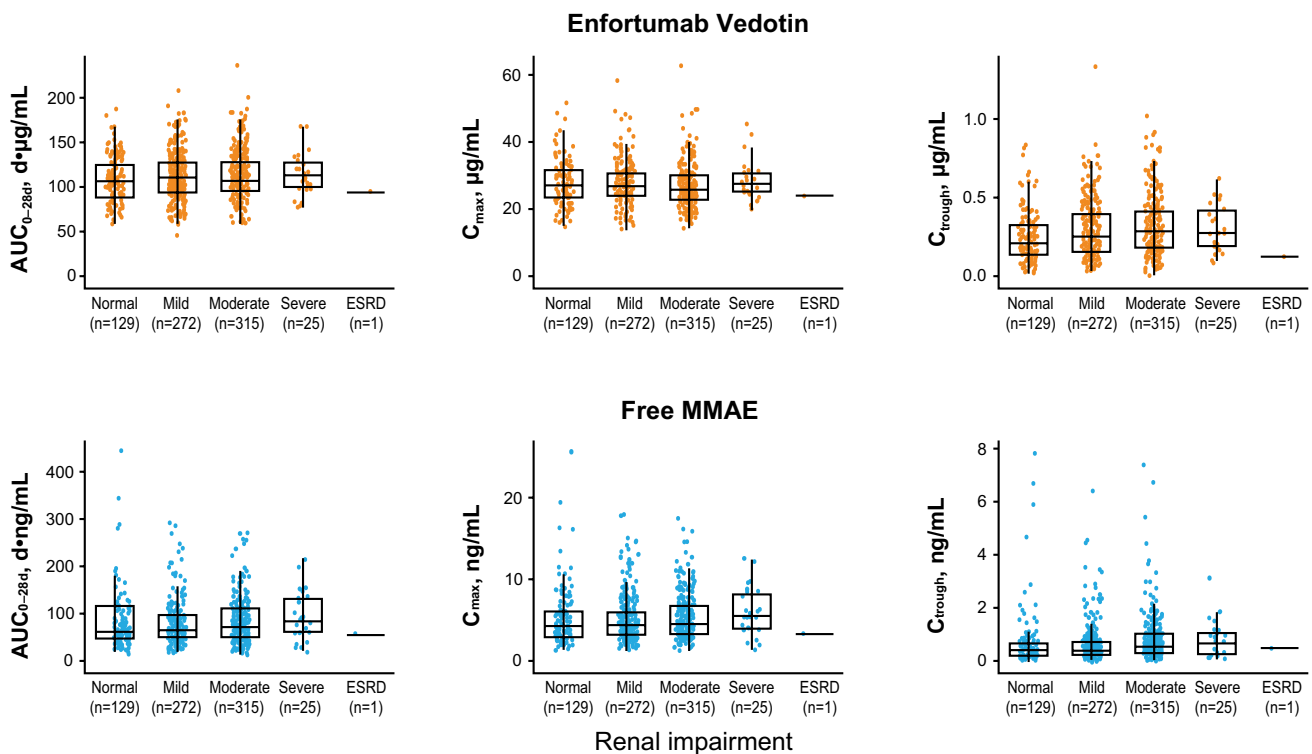 Enfortumab Vedotin
AUC0–28d, d•µg/mL
200
150
100
50
0
Normal Mild Moderate Severe ESRD
(n=129) (n=272) (n=315) (n=25) (n=1)
Cmax, µg/mL
60
40
20
0
Normal Mild Moderate Severe ESRD
(n=129) (n=272) (n=315) (n=25) (n=1)
Ctrough, µg/mL
1.0
0.5
0.0
Normal Mild Moderate Severe ESRD
(n=129) (n=272) (n=315) (n=25) (n=1)
Free MMAE
AUC0–28d, d•ng/mL
400
300
200
100
0
Normal Mild Moderate Severe ESRD
(n=129) (n=272) (n=315) (n=25) (n=1)
Cmax, ng/mL
20
10
0
Normal Mild Moderate Severe ESRD
(n=129) (n=272) (n=315) (n=25) (n=1)
Ctrough, ng/mL
8
6
4
2
0
Normal Mild Moderate Severe ESRD
(n=129) (n=272) (n=315) (n=25) (n=1)
Renal impairment